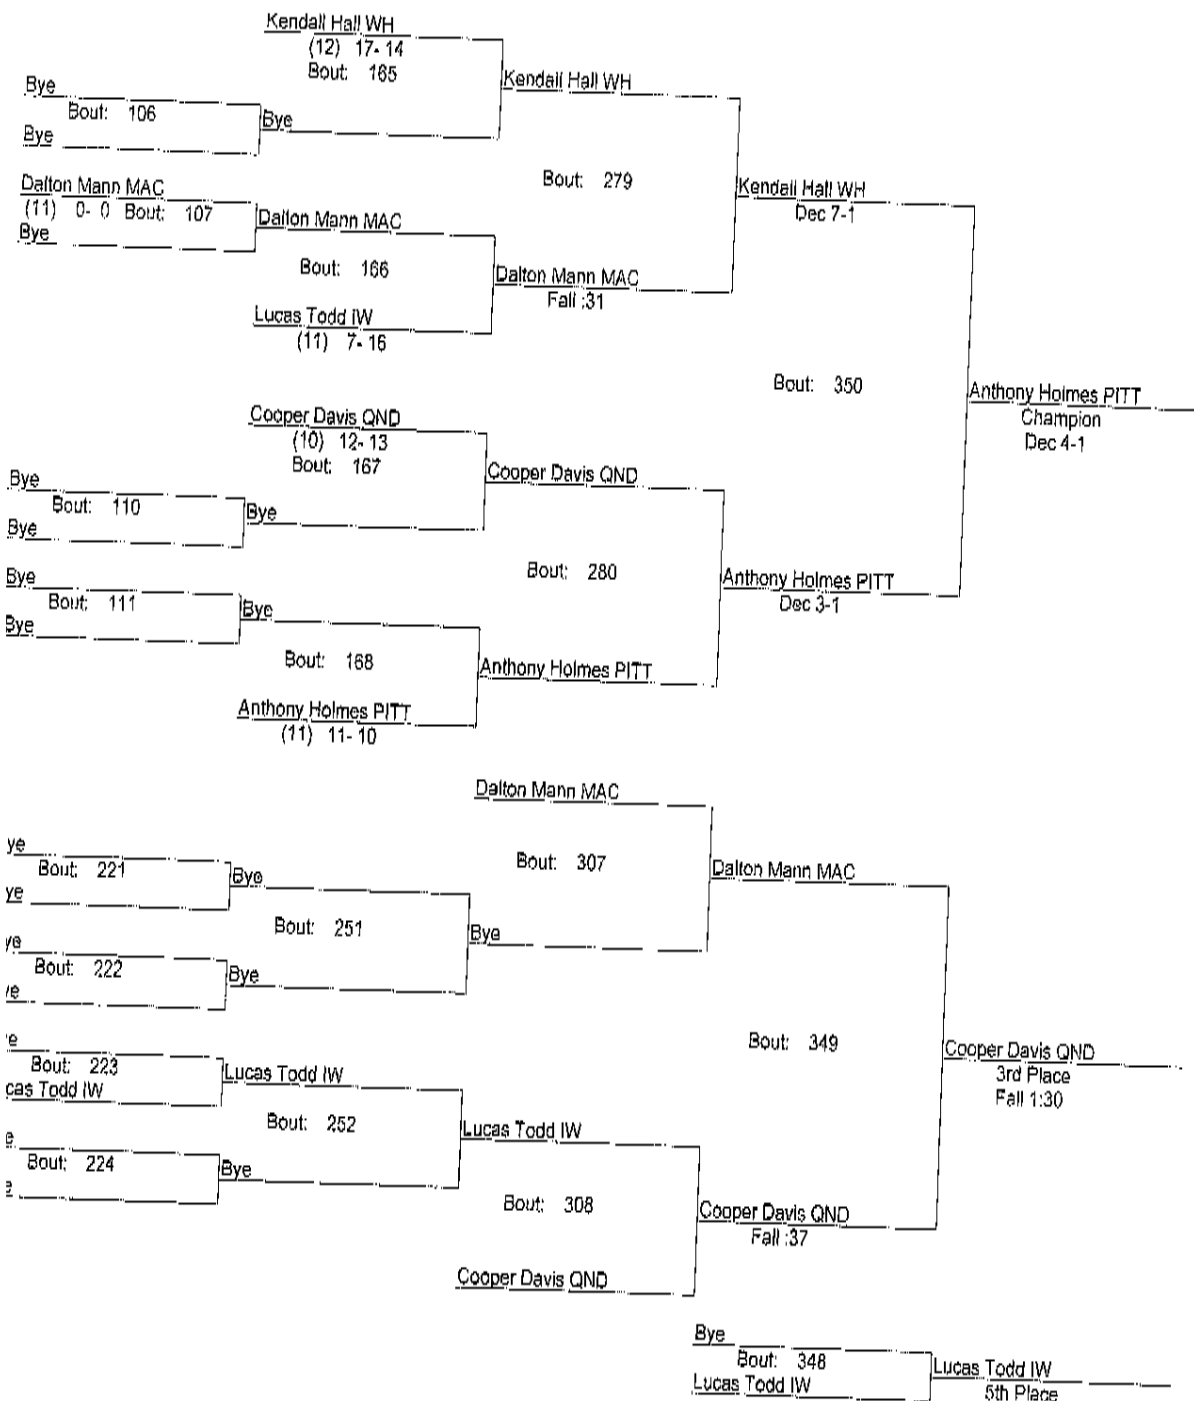 Kendall Hall WH
(12) 17-14
Bout: 165
Kendall Hall WH
Bye
Bout: 106
Bye
Bye
Bout: 279
Kendall Hall WH
Dec 7-1
Dalton Mann MAC
(11) 0-0 Bout: 107
Bye
Dalton Mann MAC
Bout: 166
Dalton Mann MAC
Fall :31
Lucas Todd IW
(11) 7-16
Bout: 350
Anthony Holmes PITT
Champion
Dec 4-1
Cooper Davis QND
(10) 12-13
Bout: 167
Cooper Davis QND
Bye
Bout: 110
Bye
Bye
Bout: 280
Anthony Holmes PITT
Dec 3-1
Bye
Bout: 111
Bye
Bye
Bout: 168
Anthony Holmes PITT
Anthony Holmes PITT
(11) 11-10
Dalton Mann MAC
Bout: 307
Dalton Mann MAC
ye
Bout: 221
ye
Bye
Bout: 251
Bye
ye
Bout: 222
ye
Bye
Bout: 349
Cooper Davis QND
3rd Place
Fall 1:30
e
Bout: 223
cas Todd IW
Lucas Todd IW
Bout: 252
Lucas Todd IW
e
Bout: 224
e
Bye
Bout: 308
Cooper Davis QND
Fall :37
Cooper Davis QND
Bye
Bout: 348
Lucas Todd IW
Lucas Todd IW
5th Place